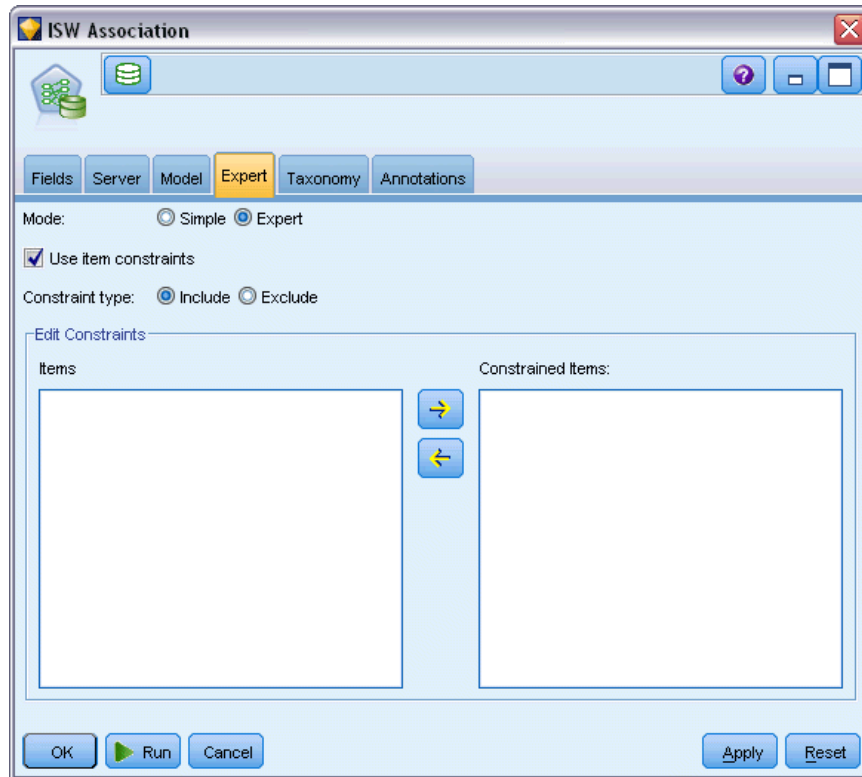 ISW Association
Fields Server Model Expert Taxonomy Annotations
Mode: Simple Expert
Use item constraints
Constraint type: Include Exclude
Edit Constraints
Items Constrained Items:
OK Run Cancel Apply Reset